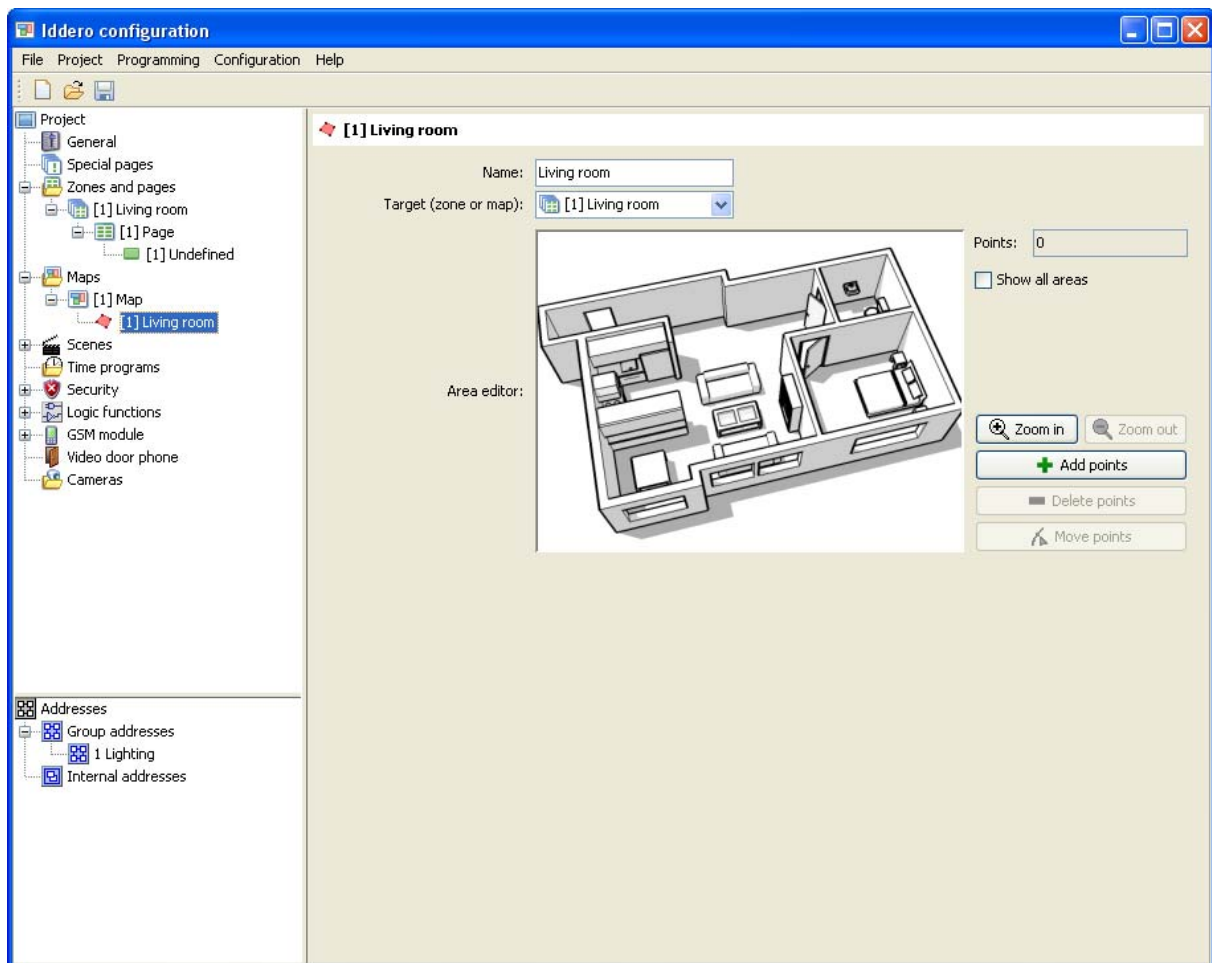 Iddero configuration
File Project Programming Configuration Help
Project
General
Special pages
Zones and pages
[1] Living room
[1] Page
[1] Undefined
Maps
[1] Map
[1] Living room
Scenes
Time programs
Security
Logic functions
GSM module
Video door phone
Cameras
Addresses
Group addresses
1 Lighting
Internal addresses
[1] Living room
Name: Living room
Target (zone or map): [1] Living room
Area editor:
Points: 0
Show all areas
Zoom in Zoom out
Add points
Delete points
Move points